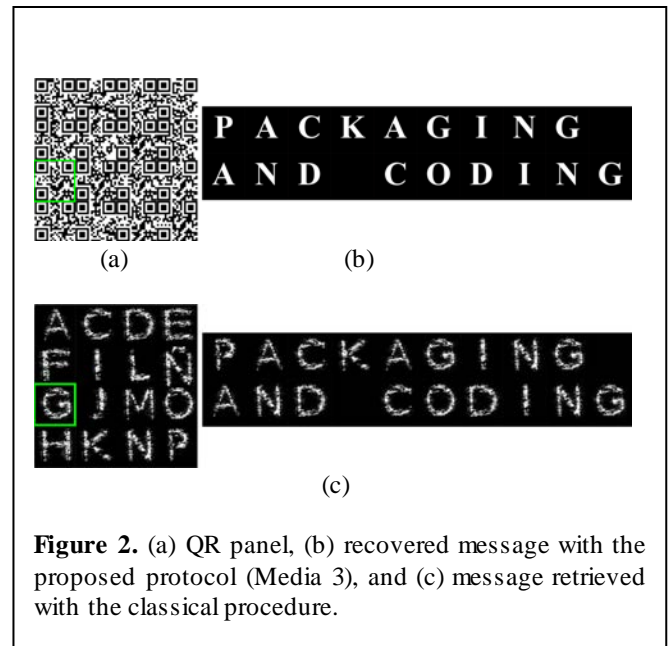 P A C K A G I N G
A N D C O D I N G
(a) (b)
A C D E
F I L Ñ
G J M O
H K N P
P A C K A G I N G
A N D C O D I N G
(c)
Figure 2. (a) QR panel, (b) recovered message with the
proposed protocol (Media 3), and (c) message retrieved
with the classical procedure.